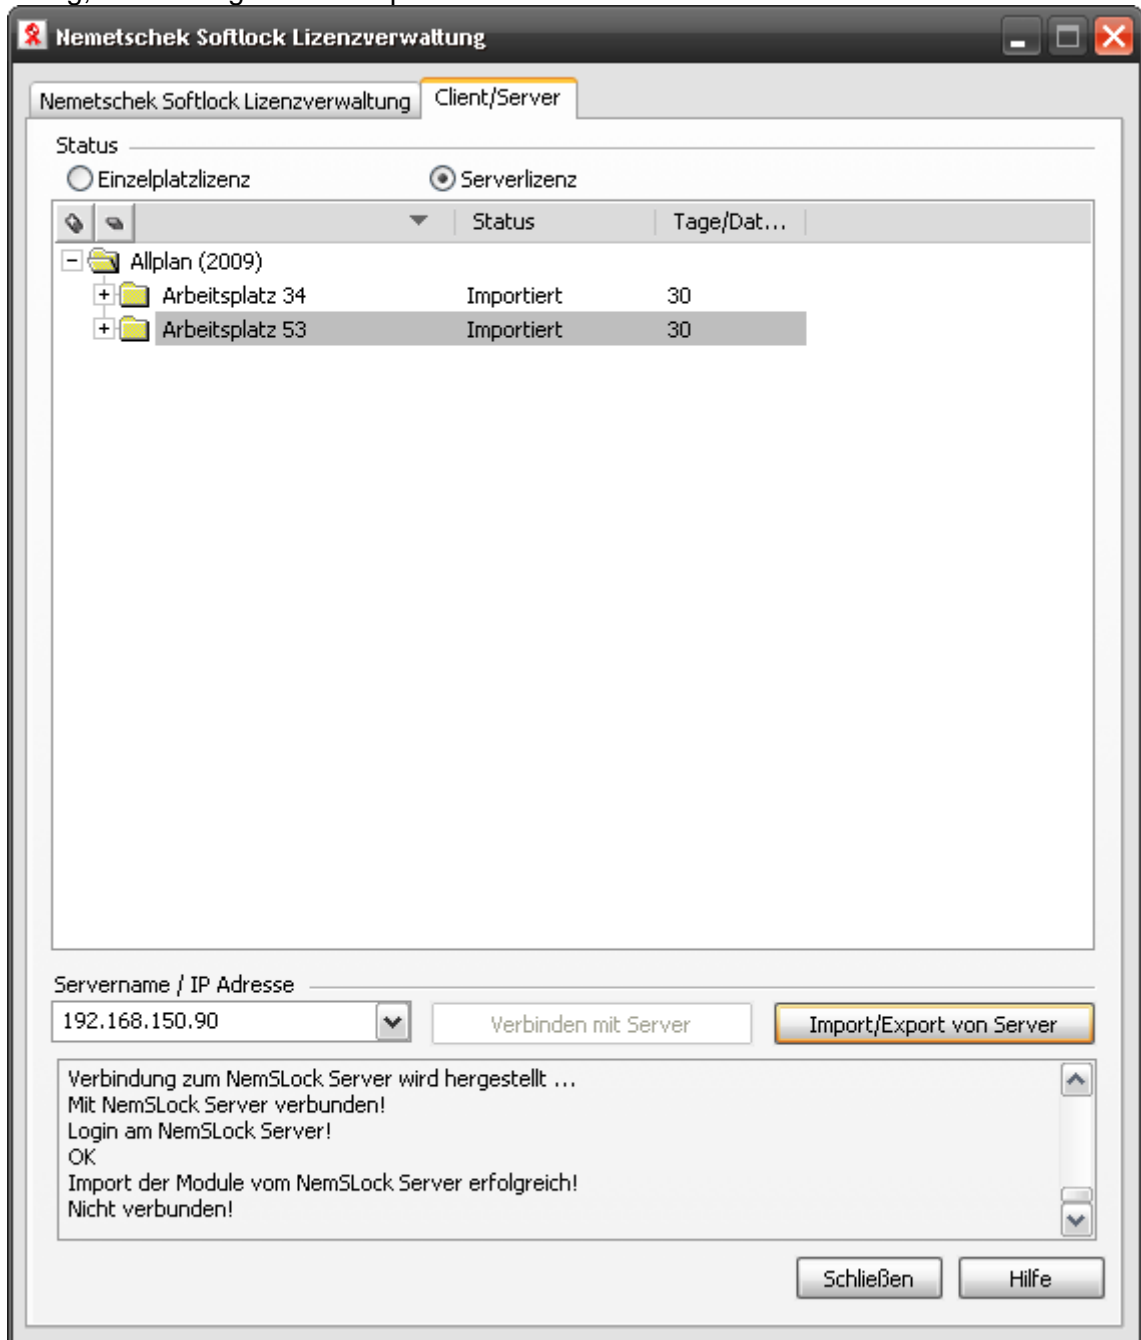 Nemetschek Softlock Lizenzverwaltung
Nemetschek Softlock Lizenzverwaltung Client/Server
Status
Einzelplatzlizenz Serverlizenz
Status Tage/Dat...
Allplan (2009)
Arbeitsplatz 34 Importiert 30
Arbeitsplatz 53 Importiert 30
Servername / IP Adresse
192.168.150.90 Verbinden mit Server Import/Export von Server
Verbindung zum NemSLock Server wird hergestellt ...
Mit NemSLock Server verbunden!
Login am NemSLock Server!
OK
Import der Module vom NemSLock Server erfolgreich!
Nicht verbunden!
Schließen Hilfe